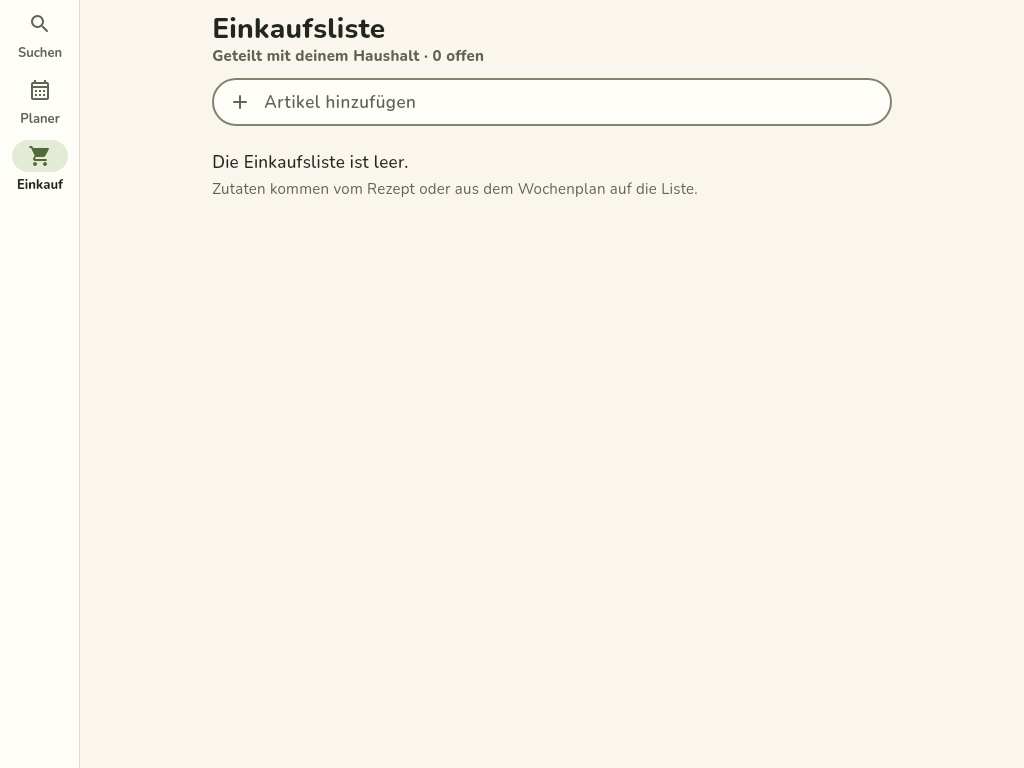 Suchen
Planer
Einkauf
Einkaufsliste
Geteilt mit deinem Haushalt · 0 offen
Artikel hinzufügen
Die Einkaufsliste ist leer.
Zutaten kommen vom Rezept oder aus dem Wochenplan auf die Liste.